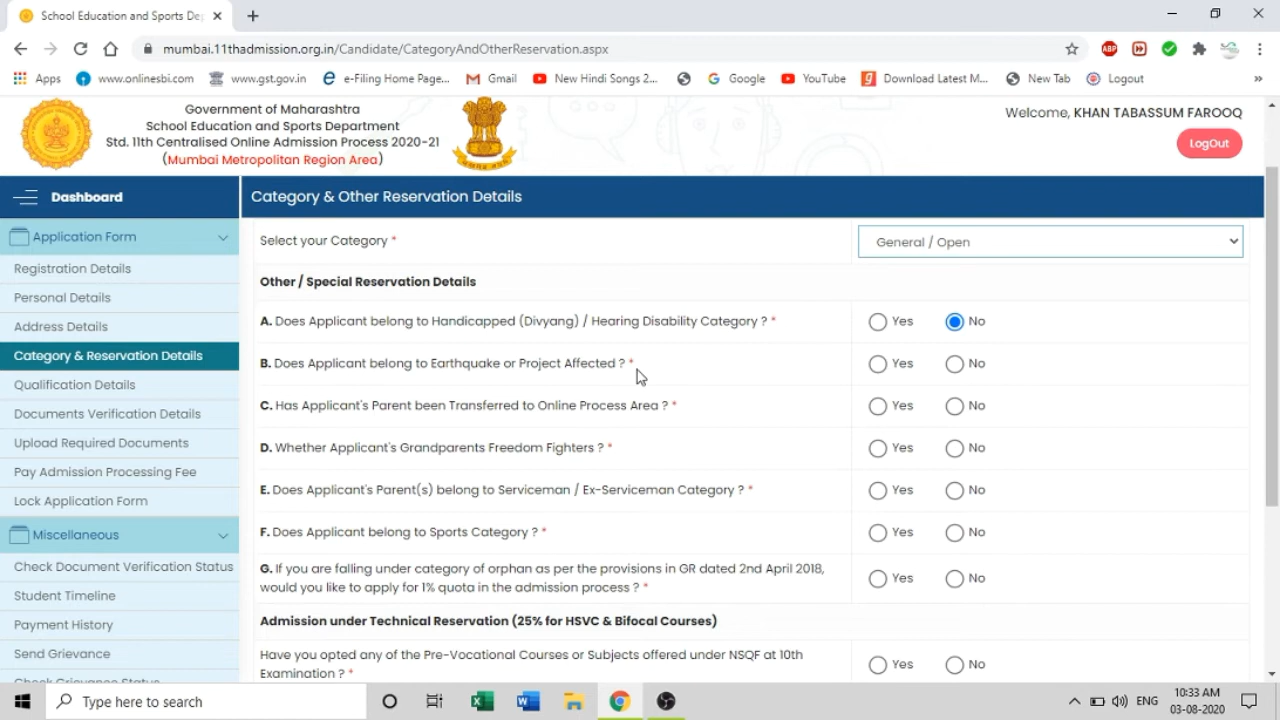 School Education and Sports De
mumbai.11thadmission.org.in/Candidate/CategoryAndOtherReservation.aspx
ABP
Apps
www.onlinesbi.com
www.gst.gov.in
e-Filing Home Page...
Gmail
New Hindi Songs 2...
Google
YouTube
Download Latest M...
New Tab
Logout
»
Government of Maharashtra
School Education and Sports Department
Std. 11th Centralised Online Admission Process 2020-21
(Mumbai Metropolitan Region Area)
Welcome, KHAN TABASSUM FAROOQ
LogOut
Dashboard
Application Form
Registration Details
Personal Details
Address Details
Category & Reservation Details
Qualification Details
Documents Verification Details
Upload Required Documents
Pay Admission Processing Fee
Lock Application Form
Miscellaneous
Check Document Verification Status
Student Timeline
Payment History
Send Grievance
Check Grievance Status
Category & Other Reservation Details
Select your Category *
General / Open
Other / Special Reservation Details
A. Does Applicant belong to Handicapped (Divyang) / Hearing Disability Category ? *
Yes No
B. Does Applicant belong to Earthquake or Project Affected ? *
Yes No
C. Has Applicant's Parent been Transferred to Online Process Area ? *
Yes No
D. Whether Applicant's Grandparents Freedom Fighters ? *
Yes No
E. Does Applicant's Parent(s) belong to Serviceman / Ex-Serviceman Category ? *
Yes No
F. Does Applicant belong to Sports Category ? *
Yes No
G. If you are falling under category of orphan as per the provisions in GR dated 2nd April 2018,
would you like to apply for 1% quota in the admission process ? *
Yes No
Admission under Technical Reservation (25% for HSVC & Bifocal Courses)
Have you opted any of the Pre-Vocational Courses or Subjects offered under NSQF at 10th
Examination ? *
Yes No
Type here to search
ENG
10:33 AM
03-08-2020